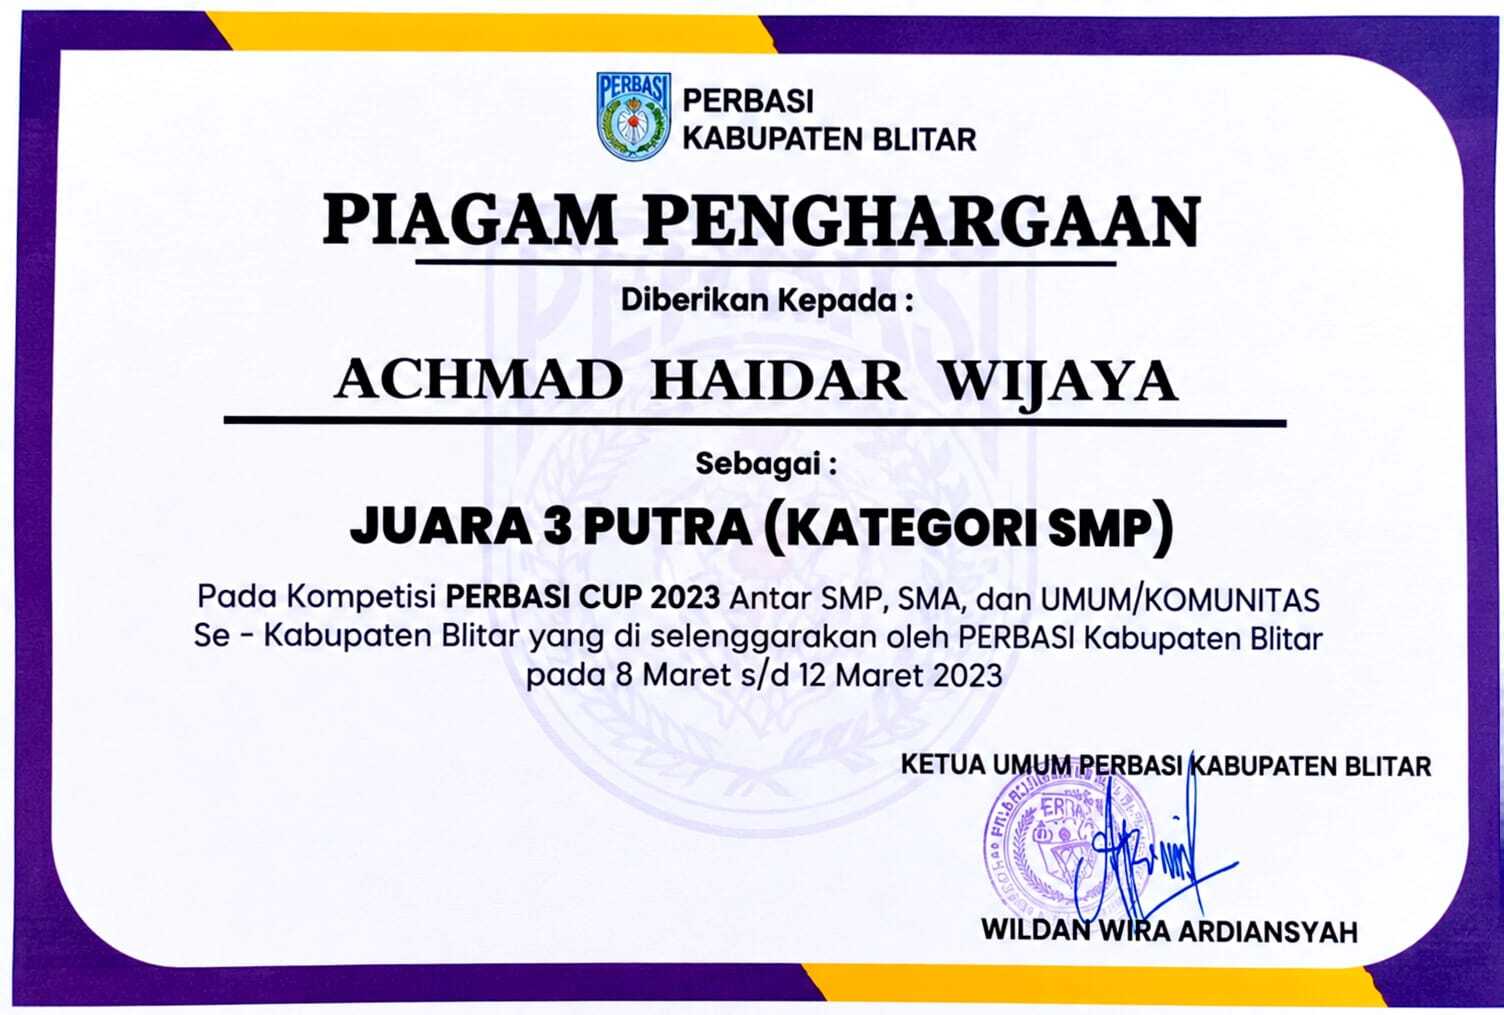 PERBASI
PERBASI
KABUPATEN BLITAR
PIAGAM PENGHARGAAN
Diberikan Kepada :
ACHMAD HAIDAR WIJAYA
Sebagai :
JUARA 3 PUTRA (KATEGORI SMP)
Pada Kompetisi PERBASI CUP 2023 Antar SMP, SMA, dan UMUM/KOMUNITAS
Se - Kabupaten Blitar yang di selenggarakan oleh PERBASI Kabupaten Blitar
pada 8 Maret s/d 12 Maret 2023
KETUA UMUM PERBASI KABUPATEN BLITAR
WILDAN WIRA ARDIANSYAH